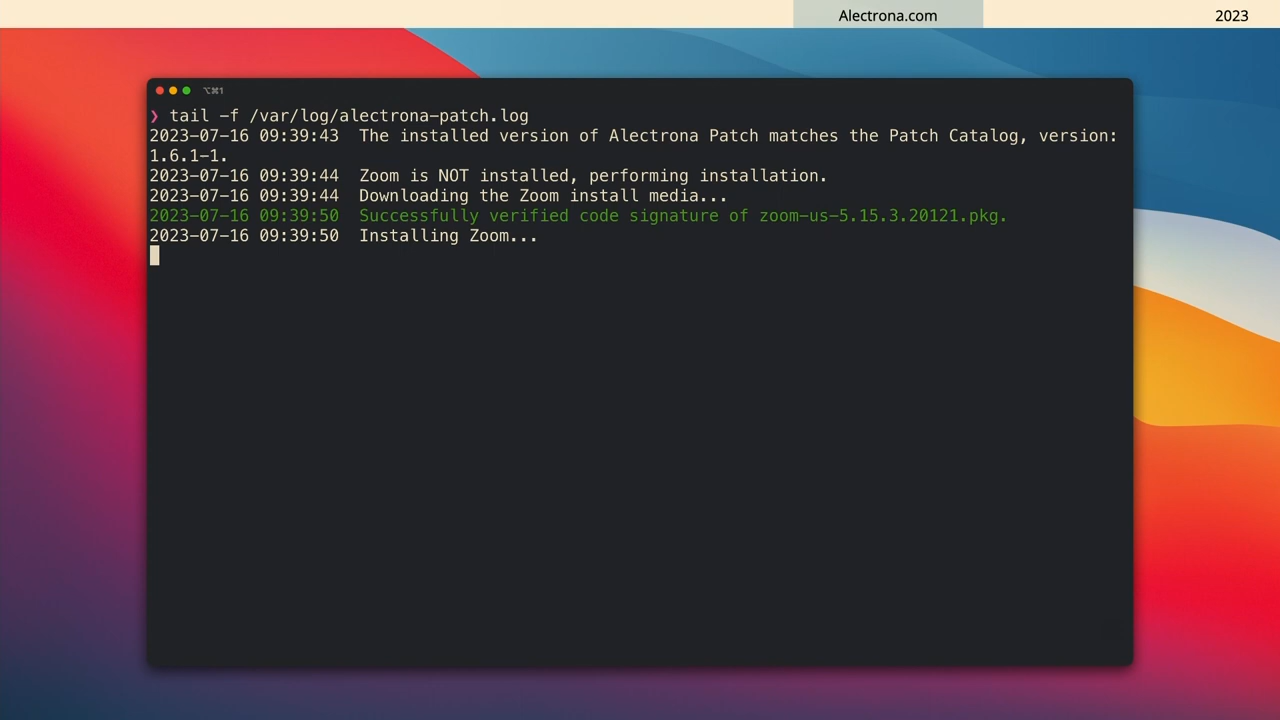 Alectrona.com
2023
⌥⌘1
❯ tail -f /var/log/alectrona-patch.log
2023-07-16 09:39:43  The installed version of Alectrona Patch matches the Patch Catalog, version:
1.6.1-1.
2023-07-16 09:39:44  Zoom is NOT installed, performing installation.
2023-07-16 09:39:44  Downloading the Zoom install media...
2023-07-16 09:39:50  Successfully verified code signature of zoom-us-5.15.3.20121.pkg.
2023-07-16 09:39:50  Installing Zoom...